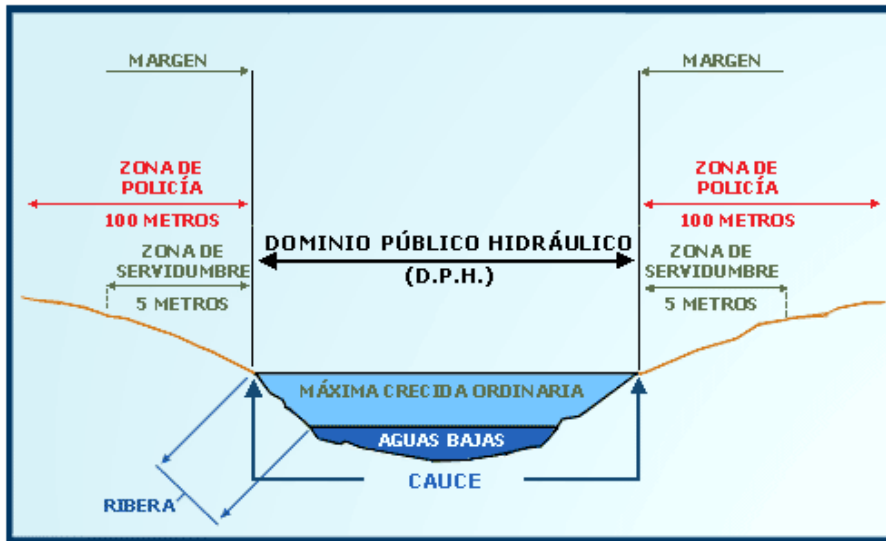 MARGEN
MARGEN
ZONA DE
POLICÍA
100 METROS
ZONA DE
POLICÍA
100 METROS
DOMINIO PÚBLICO HIDRÁULICO
(D.P.H.)
ZONA DE
SERVIDUMBRE
5 METROS
ZONA DE
SERVIDUMBRE
5 METROS
MÁXIMA CRECIDA ORDINARIA
AGUAS BAJAS
CAUCE
RIBERA